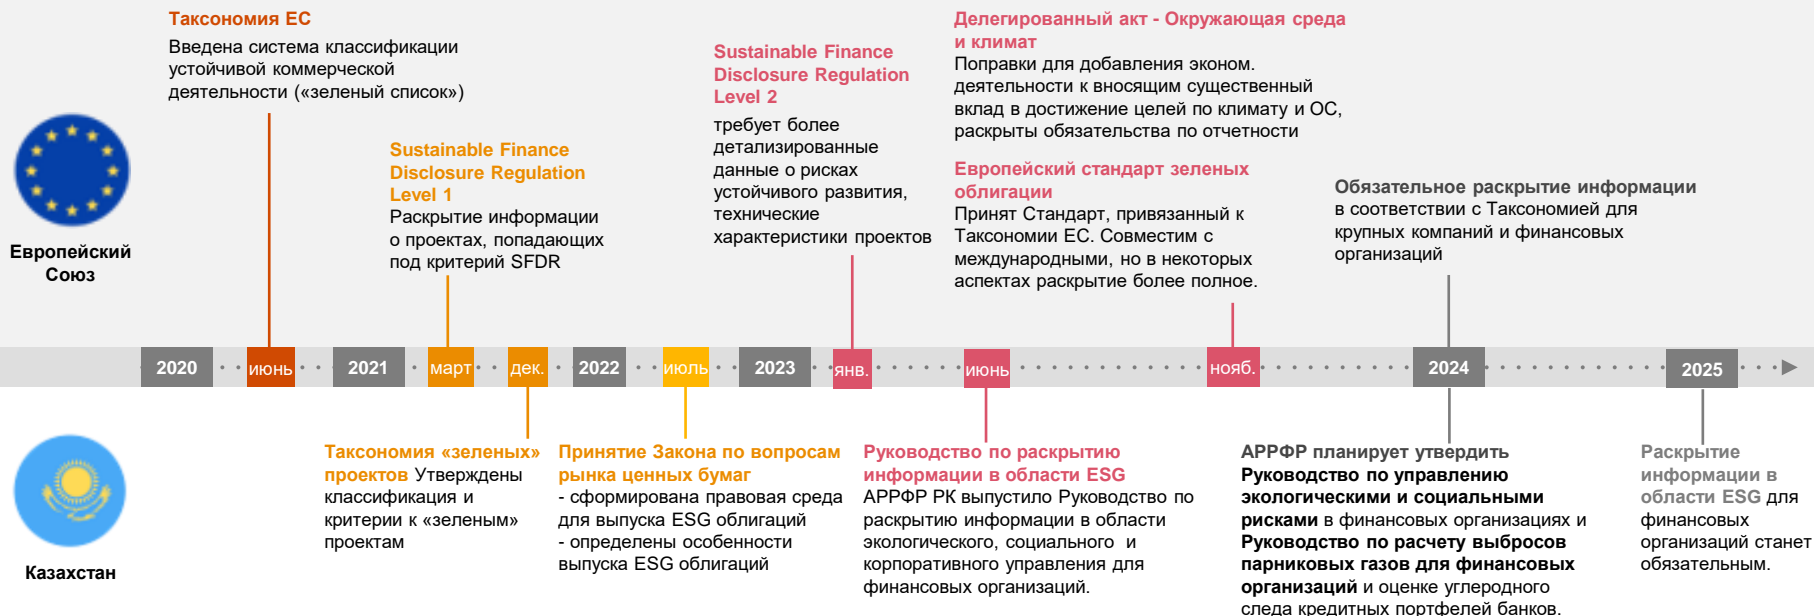 Таксономия ЕС
Введена система классификации
устойчивой коммерческой
деятельности («зеленый список»)
Sustainable Finance
Disclosure Regulation
Level 1
Раскрытие информации
о проектах, попадающих
под критерий SFDR
Sustainable Finance
Disclosure Regulation
Level 2
требует более
детализированные
данные о рисках
устойчивого развития,
технические
характеристики проектов
Делегированный акт - Окружающая среда
и климат
Поправки для добавления эконом.
деятельности к вносящим существенный
вклад в достижение целей по климату и ОС,
раскрыты обязательства по отчетности
Европейский стандарт зеленых
облигации
Принят Стандарт, привязанный к
Таксономии ЕС. Совместим с
международными, но в некоторых
аспектах раскрытие более полное.
Обязательное раскрытие информации
в соответствии с Таксономией для
крупных компаний и финансовых
организаций
Европейский
Союз
2020 июнь 2021 март дек. 2022 июль 2023 янв. июнь нояб. 2024 2025
Таксономия «зеленых»
проектов Утверждены
классификация и
критерии к «зеленым»
проектам
Принятие Закона по вопросам
рынка ценных бумаг
- сформирована правовая среда
для выпуска ESG облигаций
- определены особенности
выпуска ESG облигаций
Руководство по раскрытию
информации в области ESG
АРРФР РК выпустило Руководство по
раскрытию информации в области
экологического, социального и
корпоративного управления для
финансовых организаций.
АРРФР планирует утвердить
Руководство по управлению
экологическими и социальными
рисками в финансовых организациях и
Руководство по расчету выбросов
парниковых газов для финансовых
организаций и оценке углеродного
следа кредитных портфелей банков.
Раскрытие
информации в
области ESG для
финансовых
организаций станет
обязательным.
Казахстан